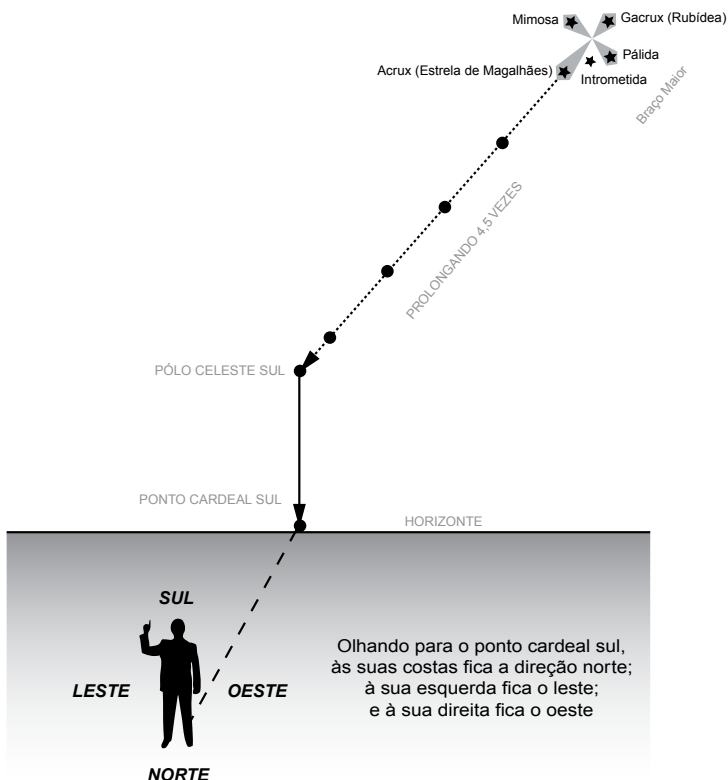 Mimosa
Gacrux (Rubídea)
Pálida
Acrux (Estrela de Magalhães)
Intrometida
Braço Maior
PROLONGANDO 4,5 VEZES
PÓLO CELESTE SUL
PONTO CARDEAL SUL
HORIZONTE
SUL
LESTE
OESTE
NORTE
Olhando para o ponto cardeal sul,
às suas costas fica a direção norte;
à sua esquerda fica o leste;
e à sua direita fica o oeste